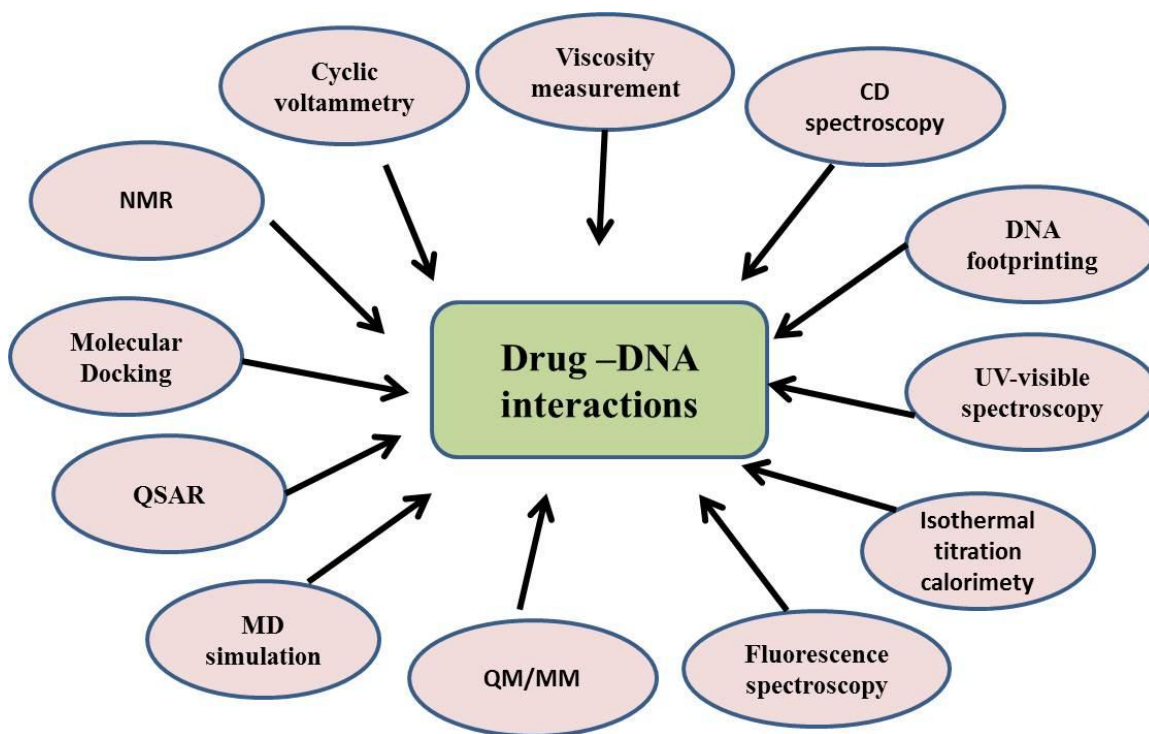 Cyclic
voltammetry
Viscosity
measurement
CD
spectroscopy
NMR
DNA
footprinting
Molecular
Docking
Drug –DNA
interactions
UV-visible
spectroscopy
QSAR
Isothermal
titration
calorimety
MD
simulation
QM/MM
Fluorescence
spectroscopy